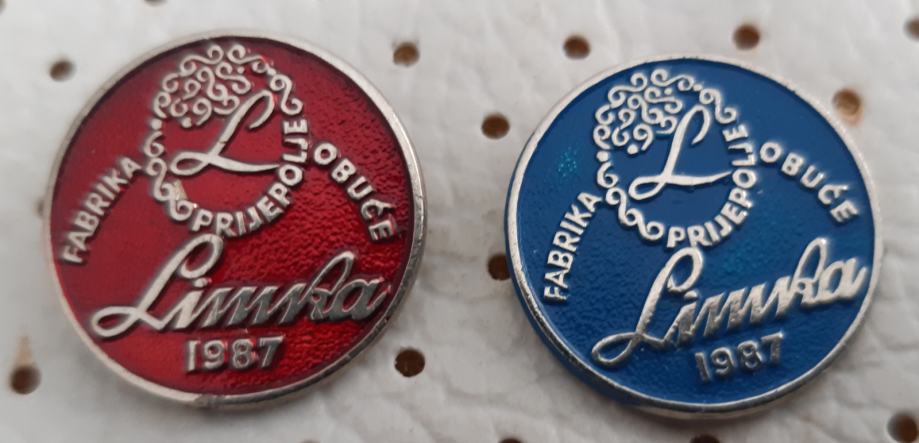 FABRIKA OBUĆE
L
PRIJEPOLJE
Limka
1987
FABRIKA OBUĆE
L
PRIJEPOLJE
Limka
1987